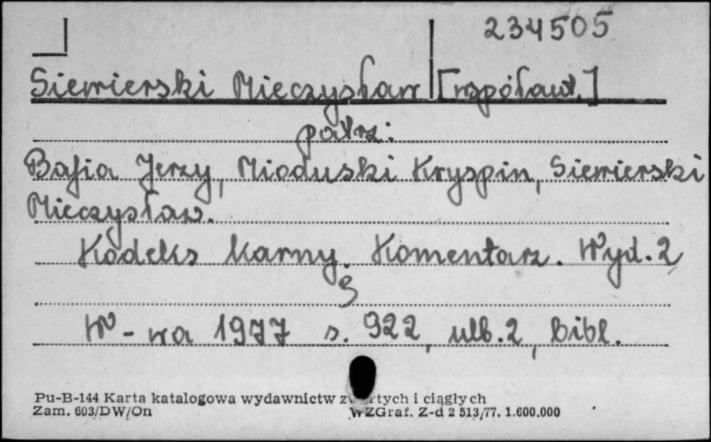 234505
Siewierski Mieczysław [współaut.]
patrz:
Bafia Jerzy, Mioduski Kryspin, Siewierski
Mieczysław.
Kodeks karny. Komentarz. Wyd. 2
W-wa 1977 s. 922, ulb. 2, bibl.
Pu-B-144 Karta katalogowa wydawnictw zwartych i ciągłych
Zam. 603/DW/On WZGraf. Z-d 2 513/77. 1.600.000